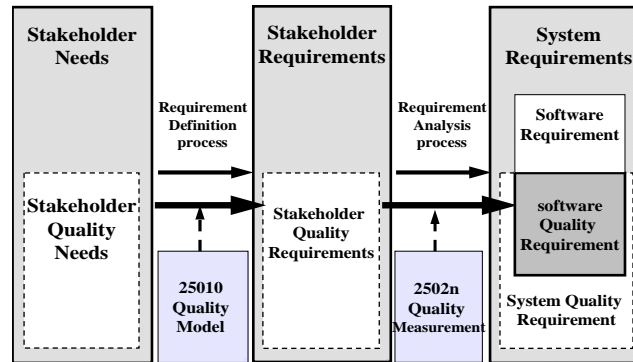 Stakeholder
Needs
Stakeholder
Requirements
System
Requirements
Requirement
Definition
process
Requirement
Analysis
process
Software
Requirement
Stakeholder
Quality
Needs
Stakeholder
Quality
Requirements
software
Quality
Requirement
25010
Quality
Model
2502n
Quality
Measurement
System Quality
Requirement